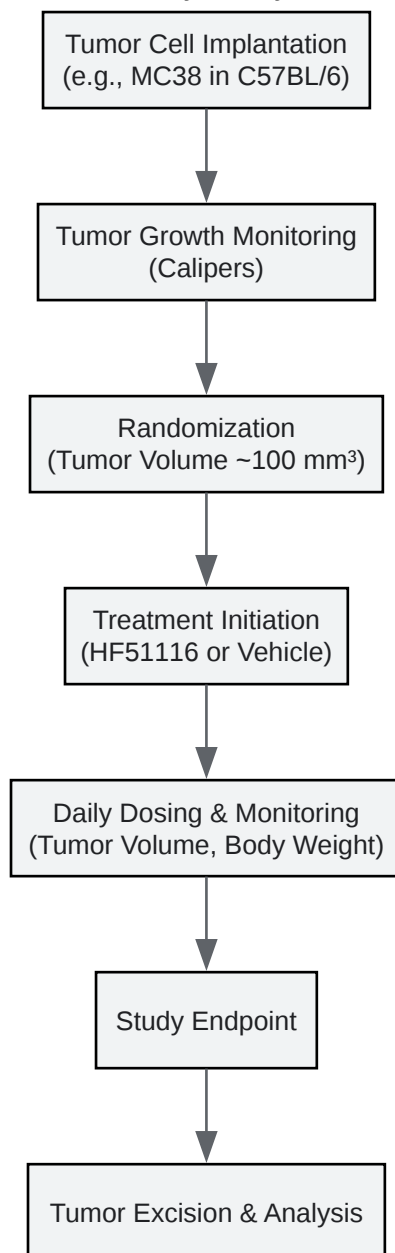 Tumor Cell Implantation
(e.g., MC38 in C57BL/6)
Tumor Growth Monitoring
(Calipers)
Randomization
(Tumor Volume ~100 mm³)
Treatment Initiation
(HF51116 or Vehicle)
Daily Dosing & Monitoring
(Tumor Volume, Body Weight)
Study Endpoint
Tumor Excision & Analysis